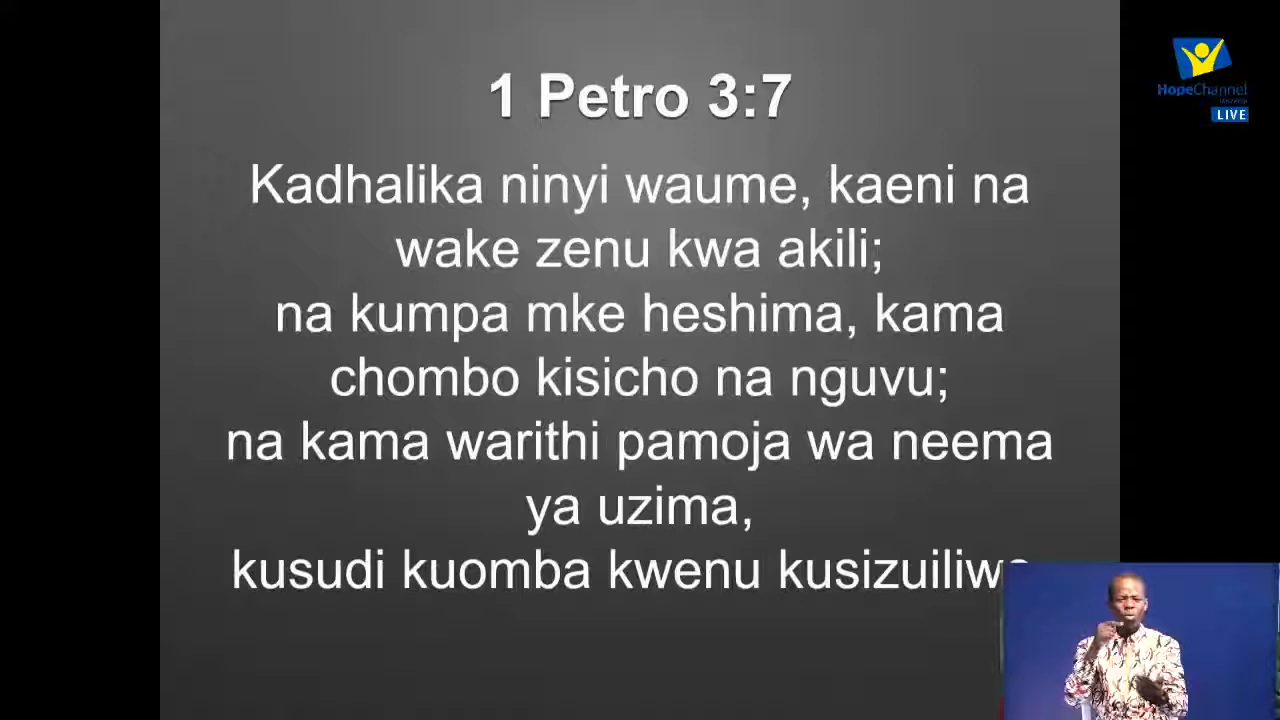 1 Petro 3:7
Kadhalika ninyi waume, kaeni na
wake zenu kwa akili;
na kumpa mke heshima, kama
chombo kisicho na nguvu;
na kama warithi pamoja wa neema
ya uzima,
kusudi kuomba kwenu
HopeChannel
LIVE